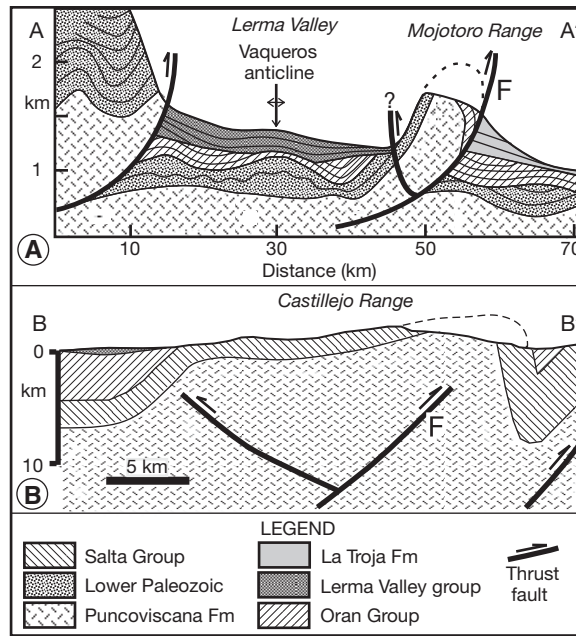 A
Lerma Valley
Mojotoro Range
A'
Vaqueros
anticline
2
km
1
?
F
A
10
30
50
70
Distance (km)
B
Castillejo Range
B'
0
km
10
5 km
F
B
LEGEND
Salta Group
La Troja Fm
Lower Paleozoic
Lerma Valley group
Puncoviscana Fm
Oran Group
Thrust
fault